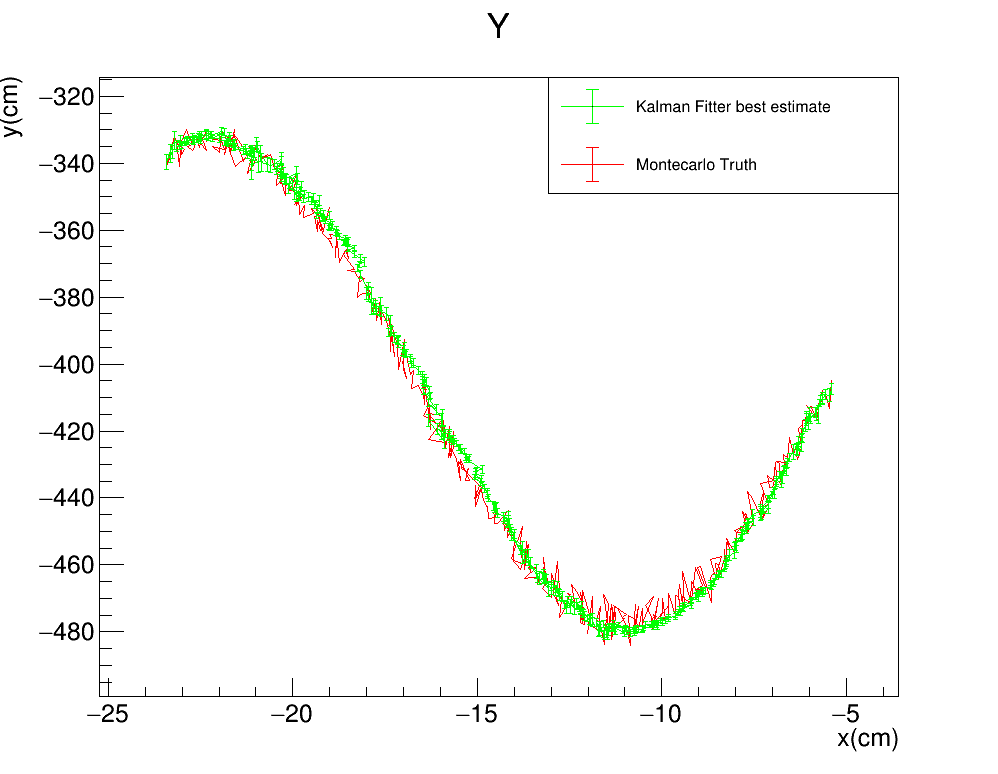 Y
y(cm)
−320
−340
−360
−380
−400
−420
−440
−460
−480
Kalman Fitter best estimate
Montecarlo Truth
−25 −20 −15 −10 −5
x(cm)